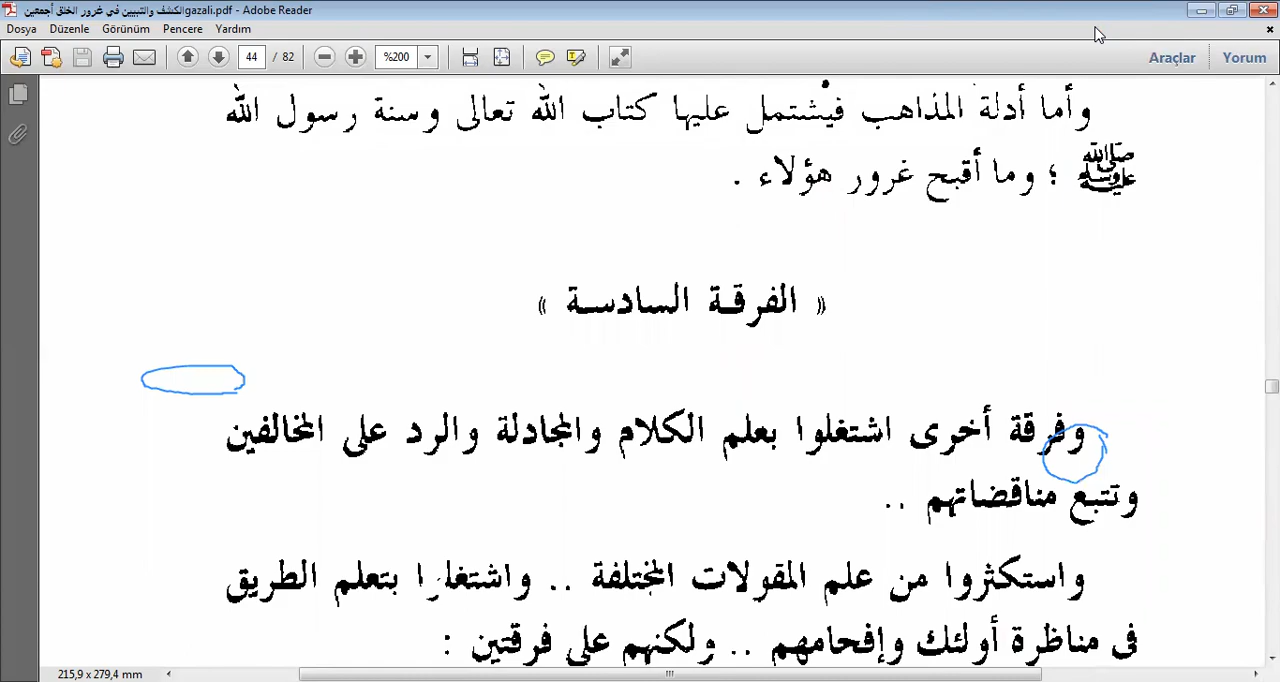 الكشف والتبيين في غرور الخلق أجمعينgazali.pdf - Adobe Reader
Dosya Düzenle Görünüm Pencere Yardım
44 / 82 %200 Araçlar Yorum
وأما أدلة المذاهب فيشتمل عليها كتاب الله تعالى وسنة رسول الله
ﷺ ؛ وما أقبح غرور هؤلاء .
« الفرقة السادسة »
وفرقة أخرى اشتغلوا بعلم الكلام والمجادلة والرد على المخالفين
وتتبع مناقضاتهم ..
واستكثروا من علم المقولات المختلفة .. واشتغلوا بتعلم الطريق
فى مناظرة أولئك وإفحامهم .. ولكنهم على فرقتين :
215,9 x 279,4 mm